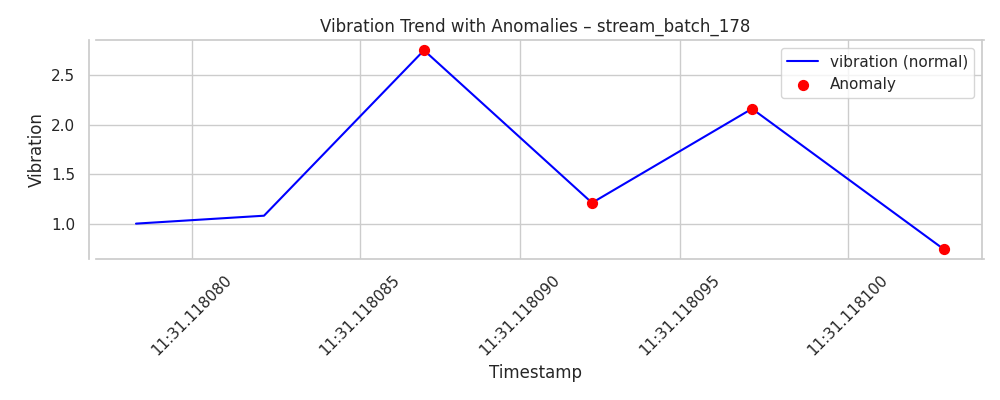 Vibration Trend with Anomalies – stream_batch_178
vibration (normal)
Anomaly
Vibration
2.5
2.0
1.5
1.0
11:31.118080
11:31.118085
11:31.118090
11:31.118095
11:31.118100
Timestamp